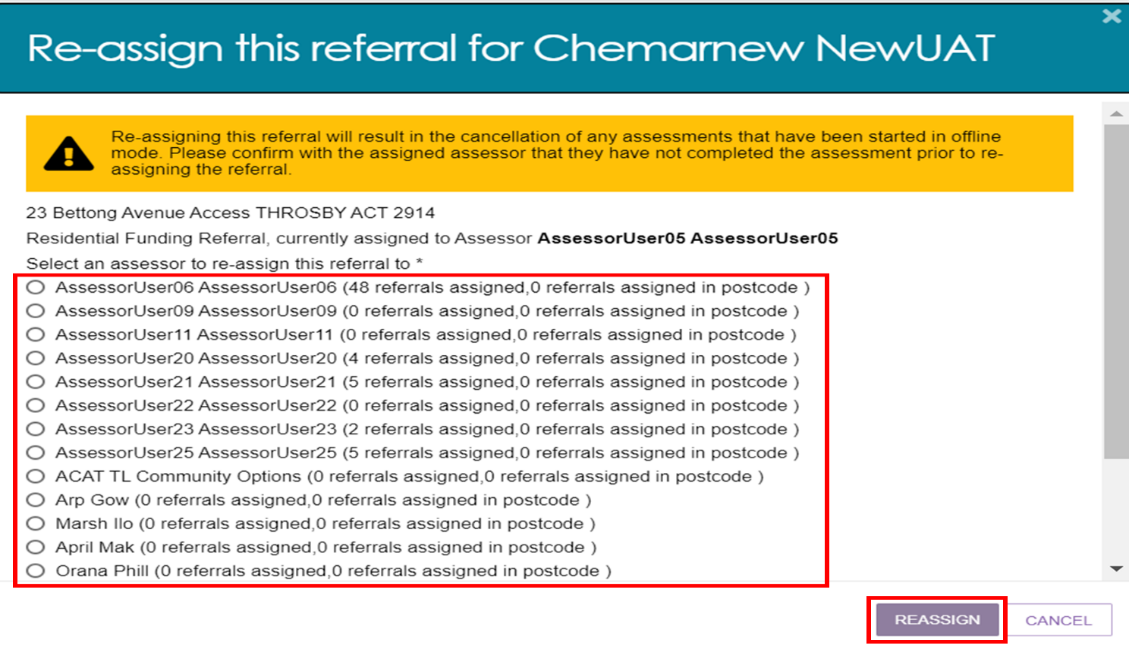 Re-assign this referral for Chemarnew NewUAT
Re-assigning this referral will result in the cancellation of any assessments that have been started in offline
mode. Please confirm with the assigned assessor that they have not completed the assessment prior to re-
assigning the referral.
23 Bettong Avenue Access THROSBY ACT 2914
Residential Funding Referral, currently assigned to Assessor AssessorUser05 AssessorUser05
Select an assessor to re-assign this referral to *
AssessorUser06 AssessorUser06 (48 referrals assigned,0 referrals assigned in postcode )
AssessorUser09 AssessorUser09 (0 referrals assigned,0 referrals assigned in postcode )
AssessorUser11 AssessorUser11 (0 referrals assigned,0 referrals assigned in postcode )
AssessorUser20 AssessorUser20 (4 referrals assigned,0 referrals assigned in postcode )
AssessorUser21 AssessorUser21 (5 referrals assigned,0 referrals assigned in postcode )
AssessorUser22 AssessorUser22 (0 referrals assigned,0 referrals assigned in postcode )
AssessorUser23 AssessorUser23 (2 referrals assigned,0 referrals assigned in postcode )
AssessorUser25 AssessorUser25 (5 referrals assigned,0 referrals assigned in postcode )
ACAT TL Community Options (0 referrals assigned,0 referrals assigned in postcode )
Arp Gow (0 referrals assigned,0 referrals assigned in postcode )
Marsh Ilo (0 referrals assigned,0 referrals assigned in postcode )
April Mak (0 referrals assigned,0 referrals assigned in postcode )
Orana Phill (0 referrals assigned,0 referrals assigned in postcode )
REASSIGN CANCEL